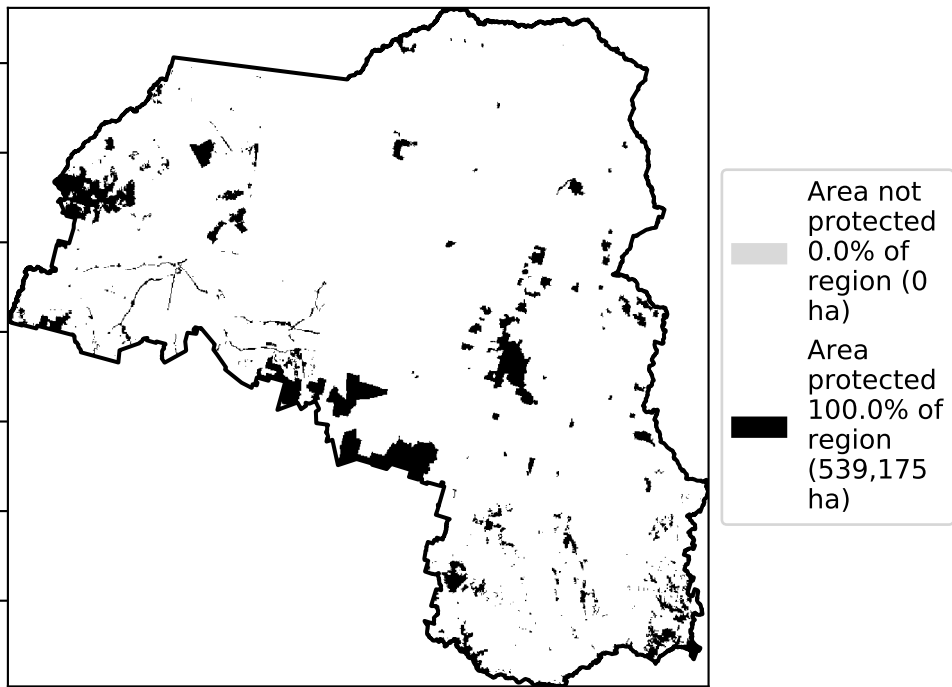 Area not
protected
0.0% of
region (0
ha)
Area
protected
100.0% of
region
(539,175
ha)